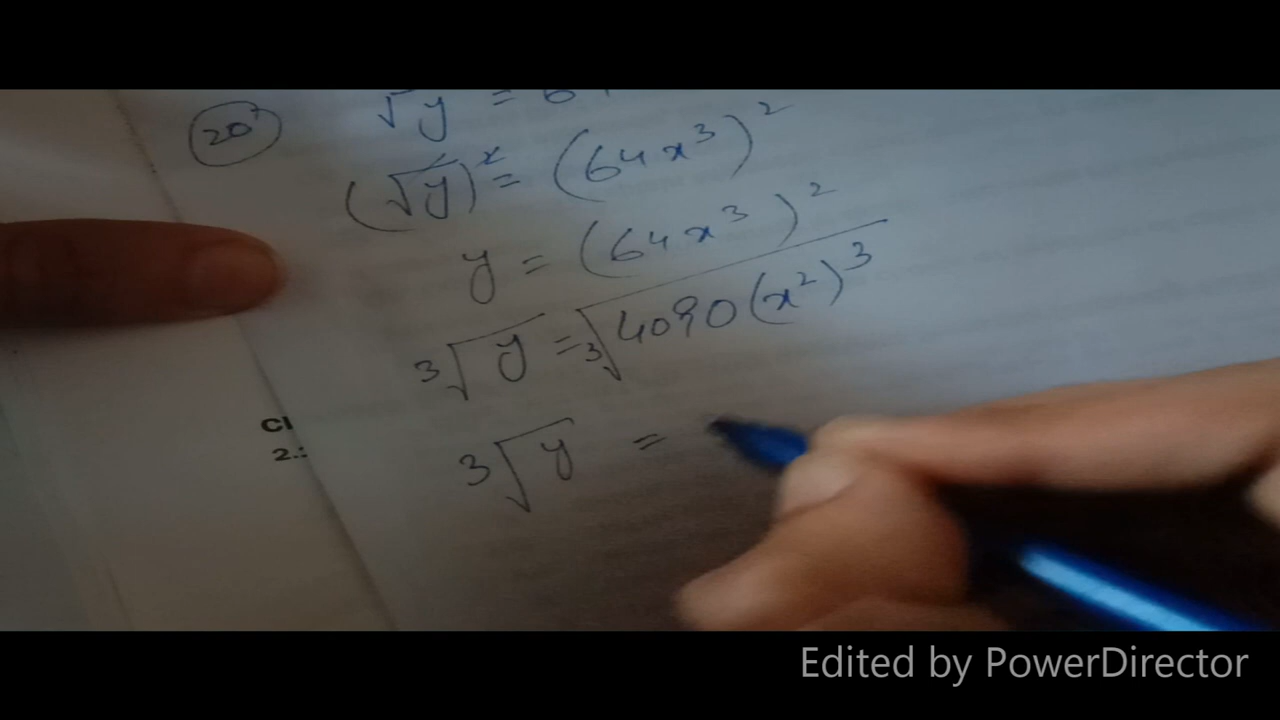 20
√y = 6
(√y)² = (64x³)²
y = (64x³)²
³√y = ³√4090(x²)³
³√y =
Cl
2.:
Edited by PowerDirector